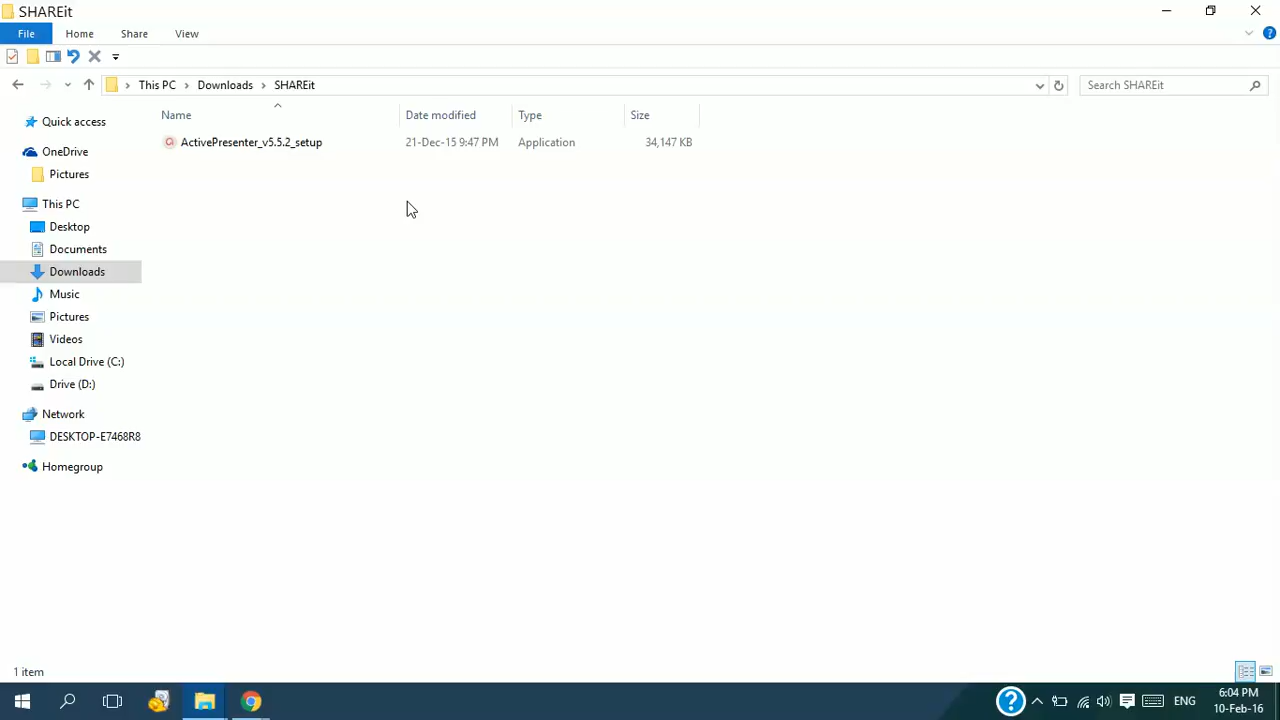 SHAREit
File Home Share View
This PC Downloads SHAREit
Search SHAREit
Name Date modified Type Size
ActivePresenter_v5.5.2_setup 21-Dec-15 9:47 PM Application 34,147 KB
Quick access
OneDrive
Pictures
This PC
Desktop
Documents
Downloads
Music
Pictures
Videos
Local Drive (C:)
Drive (D:)
Network
DESKTOP-E7468R8
Homegroup
1 item
ENG
6:04 PM
10-Feb-16